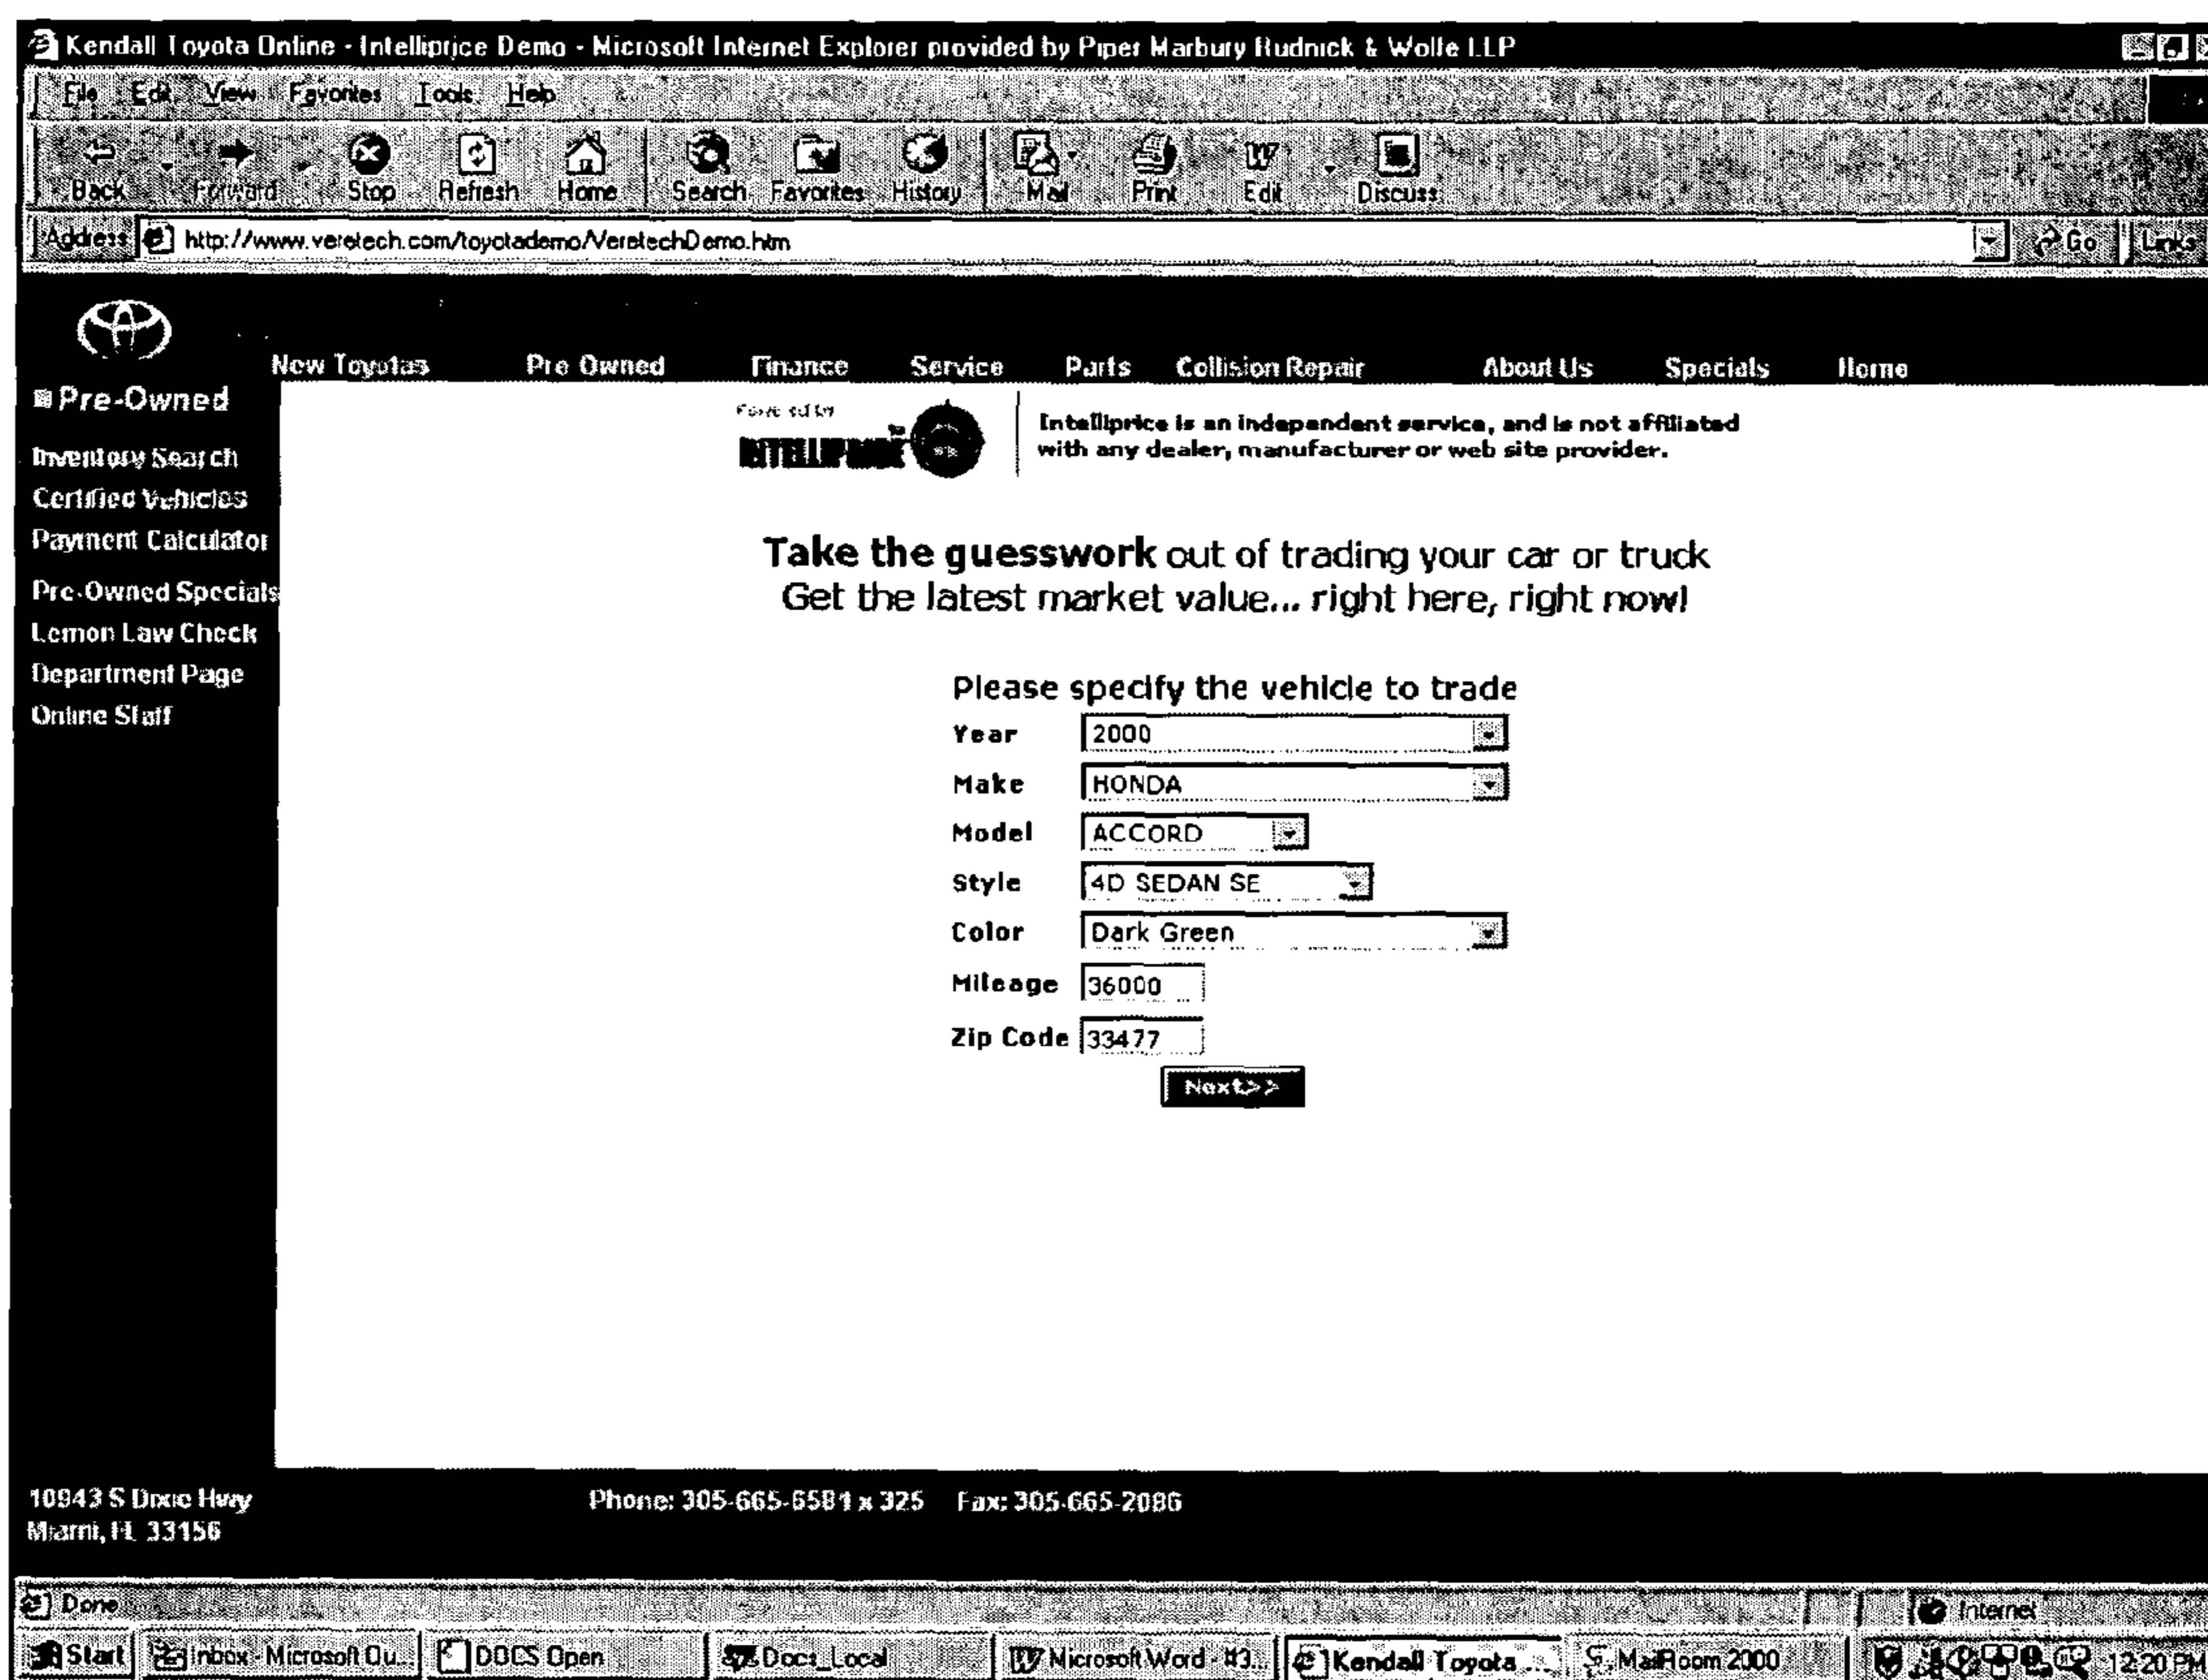 Kendall Toyota Online - Intelliprice Demo - Microsoft Internet Explorer provided by Piper Marbury Rudnick & Wolfe LLP
File Edit View Favorites Tools Help
Back Forward Stop Refresh Home Search Favorites History Mail Print Edit Discuss
Address http://www.veretech.com/toyotademo/VeretechDemo.htm Go Links
New Toyotas Pre Owned Finance Service Parts Collision Repair About Us Specials Home
Pre-Owned
Inventory Search
Certified Vehicles
Payment Calculator
Pre-Owned Specials
Lemon Law Check
Department Page
Online Staff
Powered by
INTELLIPRICE
Intelliprice is an independent service, and is not affiliated
with any dealer, manufacturer or web site provider.
Take the guesswork out of trading your car or truck
Get the latest market value... right here, right now!
Please specify the vehicle to trade
Year 2000
Make HONDA
Model ACCORD
Style 4D SEDAN SE
Color Dark Green
Mileage 36000
Zip Code 33477
Next>>
10943 S Dixie Hwy Phone: 305-665-6581 x 325 Fax: 305-665-2086
Miami, FL 33156
Done Internet
Start Inbox - Microsoft Ou... DOCS Open Docs_Local Microsoft Word - #3... Kendall Toyota ... MailRoom 2000 12:20 PM